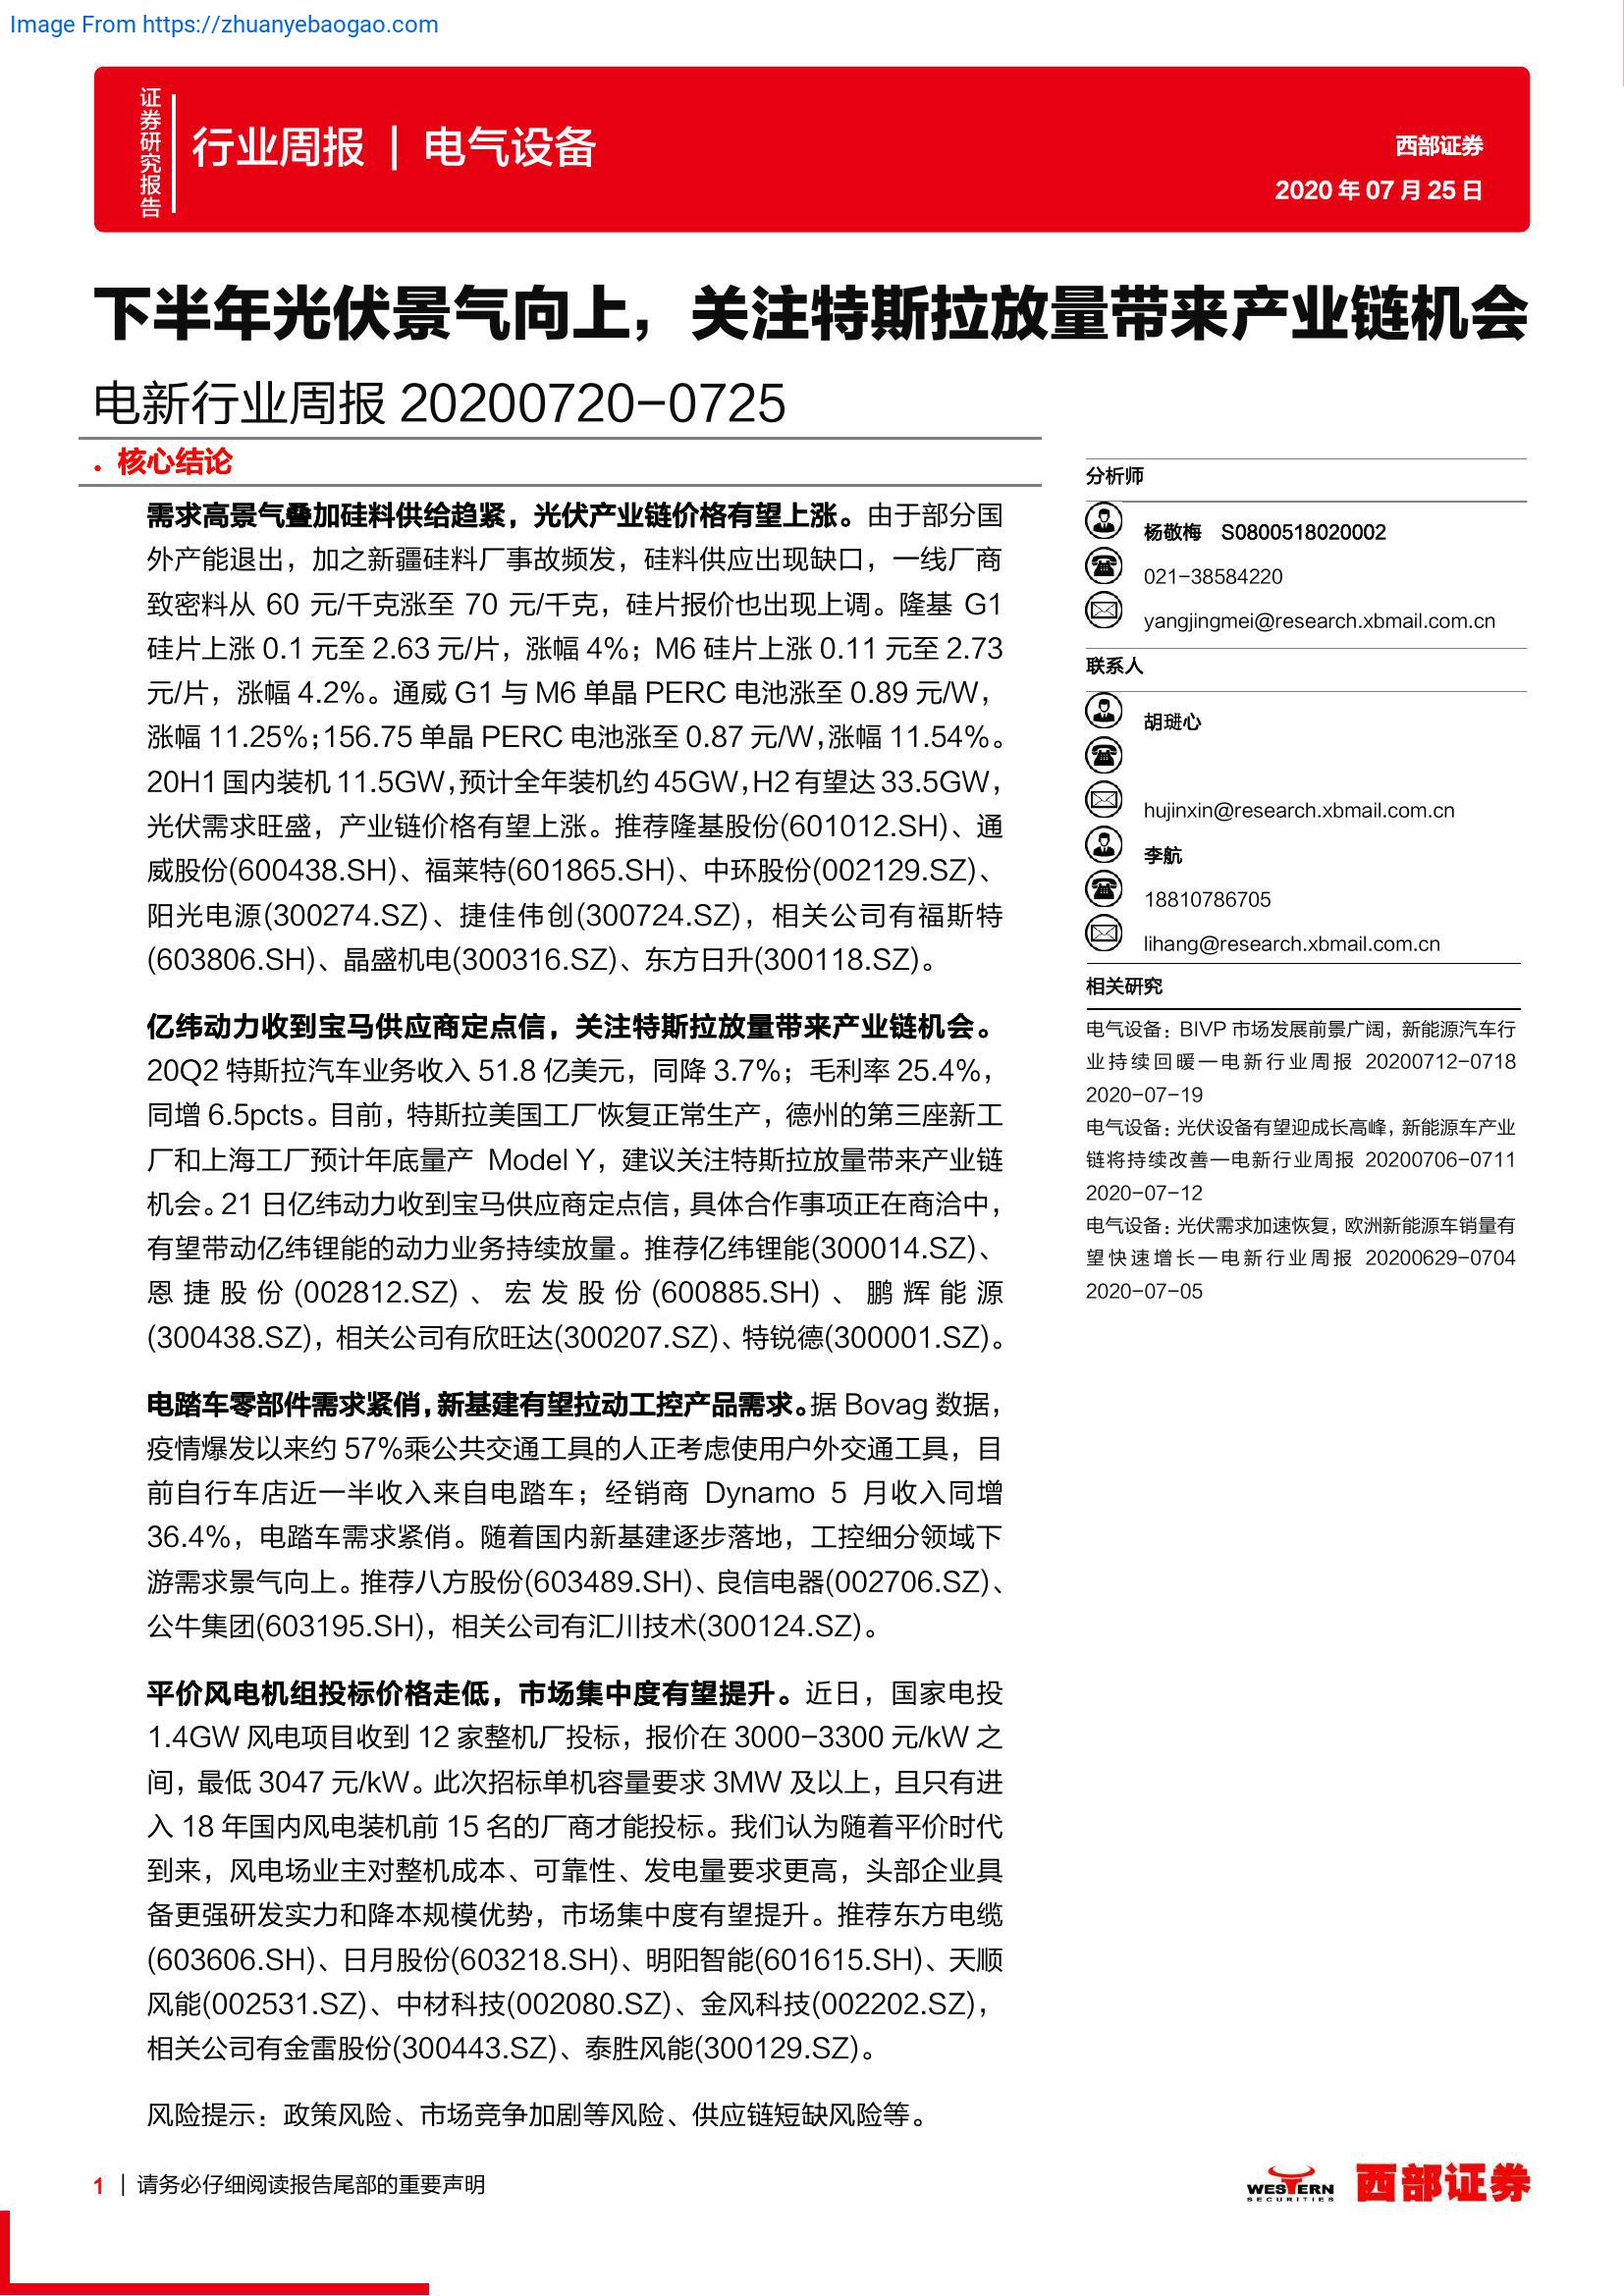 Image From https://zhuanyebaogao.com
证券研究报告
行业周报 | 电气设备
西部证券
2020 年 07 月 25 日
下半年光伏景气向上，关注特斯拉放量带来产业链机会
电新行业周报 20200720-0725
• 核心结论
需求高景气叠加硅料供给趋紧，光伏产业链价格有望上涨。由于部分国
外产能退出，加之新疆硅料厂事故频发，硅料供应出现缺口，一线厂商
致密料从 60 元/千克涨至 70 元/千克，硅片报价也出现上调。隆基 G1
硅片上涨 0.1 元至 2.63 元/片，涨幅 4%；M6 硅片上涨 0.11 元至 2.73
元/片，涨幅 4.2%。通威 G1 与 M6 单晶 PERC 电池涨至 0.89 元/W，
涨幅 11.25%；156.75 单晶 PERC 电池涨至 0.87 元/W，涨幅 11.54%。
20H1 国内装机 11.5GW，预计全年装机约 45GW，H2 有望达 33.5GW，
光伏需求旺盛，产业链价格有望上涨。推荐隆基股份(601012.SH)、通
威股份(600438.SH)、福莱特(601865.SH)、中环股份(002129.SZ)、
阳光电源(300274.SZ)、捷佳伟创(300724.SZ)，相关公司有福斯特
(603806.SH)、晶盛机电(300316.SZ)、东方日升(300118.SZ)。
亿纬动力收到宝马供应商定点信，关注特斯拉放量带来产业链机会。
20Q2 特斯拉汽车业务收入 51.8 亿美元，同降 3.7%；毛利率 25.4%，
同增 6.5pcts。目前，特斯拉美国工厂恢复正常生产，德州的第三座新工
厂和上海工厂预计年底量产 Model Y，建议关注特斯拉放量带来产业链
机会。21 日亿纬动力收到宝马供应商定点信，具体合作事项正在商洽中，
有望带动亿纬锂能的动力业务持续放量。推荐亿纬锂能(300014.SZ)、
恩捷股份(002812.SZ)、宏发股份(600885.SH)、鹏辉能源
(300438.SZ)，相关公司有欣旺达(300207.SZ)、特锐德(300001.SZ)。
电踏车零部件需求紧俏，新基建有望拉动工控产品需求。据 Bovag 数据，
疫情爆发以来约 57%乘公共交通工具的人正考虑使用户外交通工具，目
前自行车店近一半收入来自电踏车；经销商 Dynamo 5 月收入同增
36.4%，电踏车需求紧俏。随着国内新基建逐步落地，工控细分领域下
游需求景气向上。推荐八方股份(603489.SH)、良信电器(002706.SZ)、
公牛集团(603195.SH)，相关公司有汇川技术(300124.SZ)。
平价风电机组投标价格走低，市场集中度有望提升。近日，国家电投
1.4GW 风电项目收到 12 家整机厂投标，报价在 3000-3300 元/kW 之
间，最低 3047 元/kW。此次招标单机容量要求 3MW 及以上，且只有进
入 18 年国内风电装机前 15 名的厂商才能投标。我们认为随着平价时代
到来，风电场业主对整机成本、可靠性、发电量要求更高，头部企业具
备更强研发实力和降本规模优势，市场集中度有望提升。推荐东方电缆
(603606.SH)、日月股份(603218.SH)、明阳智能(601615.SH)、天顺
风能(002531.SZ)、中材科技(002080.SZ)、金风科技(002202.SZ)，
相关公司有金雷股份(300443.SZ)、泰胜风能(300129.SZ)。
风险提示：政策风险、市场竞争加剧等风险、供应链短缺风险等。
分析师
杨敬梅 S0800518020002
021-38584220
yangjingmei@research.xbmail.com.cn
联系人
胡琎心
hujinxin@research.xbmail.com.cn
李航
18810786705
lihang@research.xbmail.com.cn
相关研究
电气设备：BIVP 市场发展前景广阔，新能源汽车行
业持续回暖—电新行业周报 20200712-0718
2020-07-19
电气设备：光伏设备有望迎成长高峰，新能源车产业
链将持续改善—电新行业周报 20200706-0711
2020-07-12
电气设备：光伏需求加速恢复，欧洲新能源车销量有
望快速增长—电新行业周报 20200629-0704
2020-07-05
1 | 请务必仔细阅读报告尾部的重要声明
WESTERN
SECURITIES
西部证券